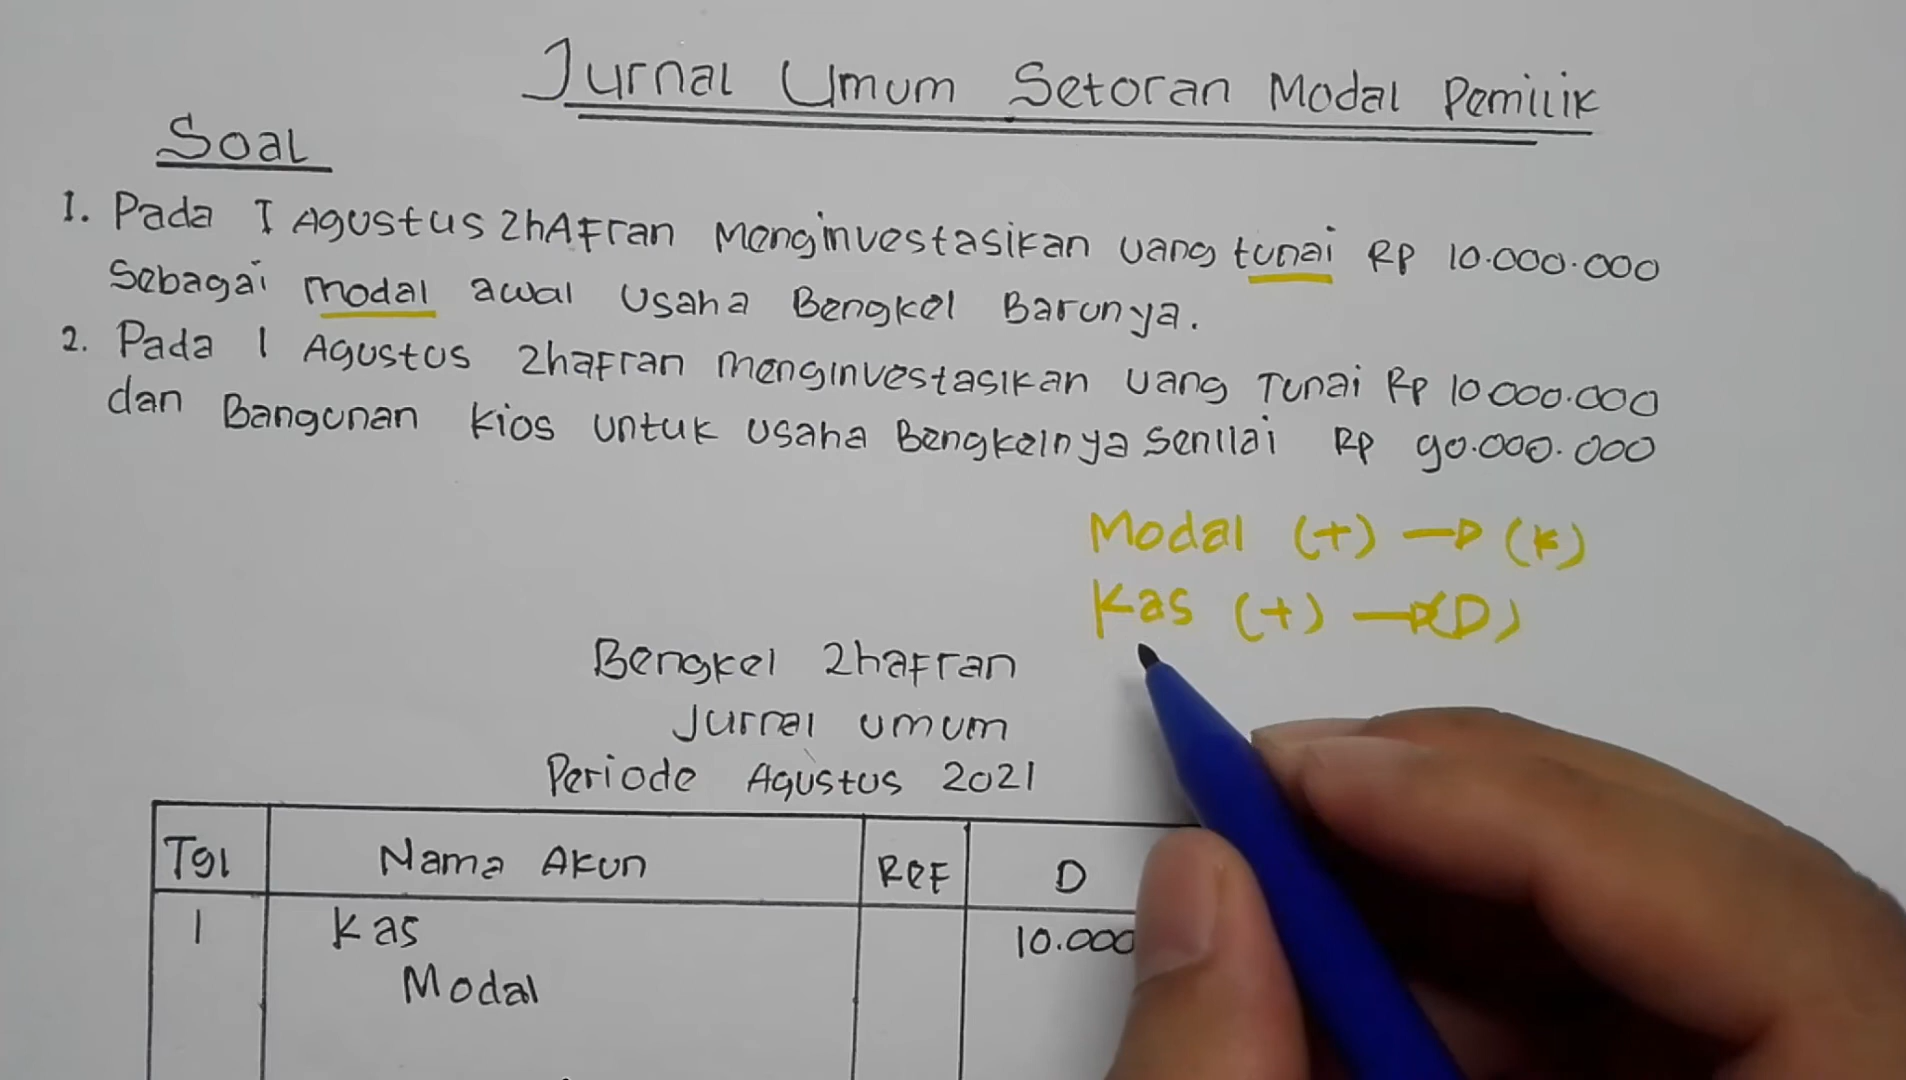 Jurnal Umum Setoran Modal Pemilik
Soal
1. Pada 1 Agustus Zhafran menginvestasikan uang tunai Rp 10.000.000
Sebagai modal awal Usaha Bengkel Barunya.
2. Pada 1 Agustus Zhafran menginvestasikan uang Tunai Rp 10.000.000
dan Bangunan Kios untuk usaha Bengkelnya senilai Rp 90.000.000
Modal (+) → (K)
Kas (+) → (D)
Bengkel Zhafran
Jurnal umum
Periode Agustus 2021
Tgl Nama Akun Ref D
1 Kas 10.000
Modal